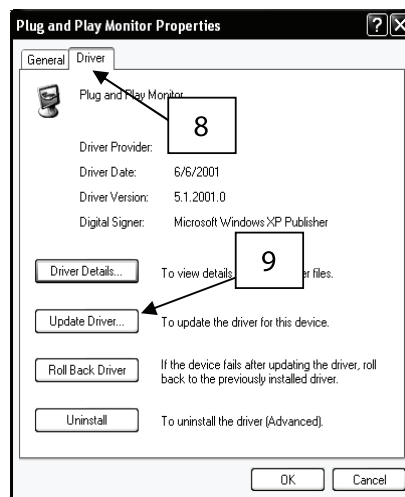 Plug and Play Monitor Properties
General Driver
Plug and Play Monitor
8
Driver Provider:
Driver Date: 6/6/2001
Driver Version: 5.1.2001.0
Digital Signer: Microsoft Windows XP Publisher
9
Driver Details... To view details files.
Update Driver... To update the driver for this device.
Roll Back Driver If the device fails after updating the driver, roll
back to the previously installed driver.
Uninstall To uninstall the driver (Advanced).
OK Cancel